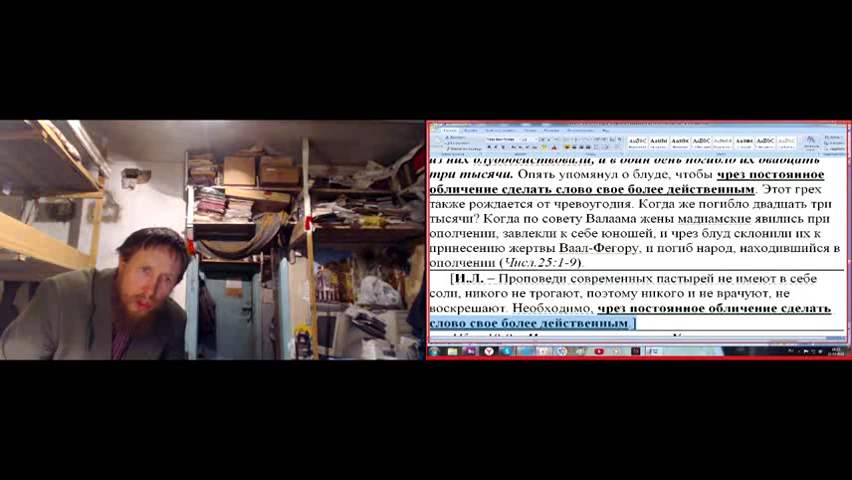 из них блудодействовали, и в один день погибло их двадцать
три тысячи. Опять упомянул о блуде, чтобы чрез постоянное
обличение сделать слово свое более действенным. Этот грех
также рождается от чревоугодия. Когда же погибло двадцать три
тысячи? Когда по совету Валаама жены мадиамские явились при
ополчении, завлекли к себе юношей, и чрез блуд склонили их к
принесению жертвы Ваал-Фегору, и погиб народ, находившийся в
ополчении (Числ.25:1-9).
[И.Л. – Проповеди современных пастырей не имеют в себе
соли, никого не трогают, поэтому никого и не врачуют, не
воскрешают. Необходимо, чрез постоянное обличение сделать
слово свое более действенным.]